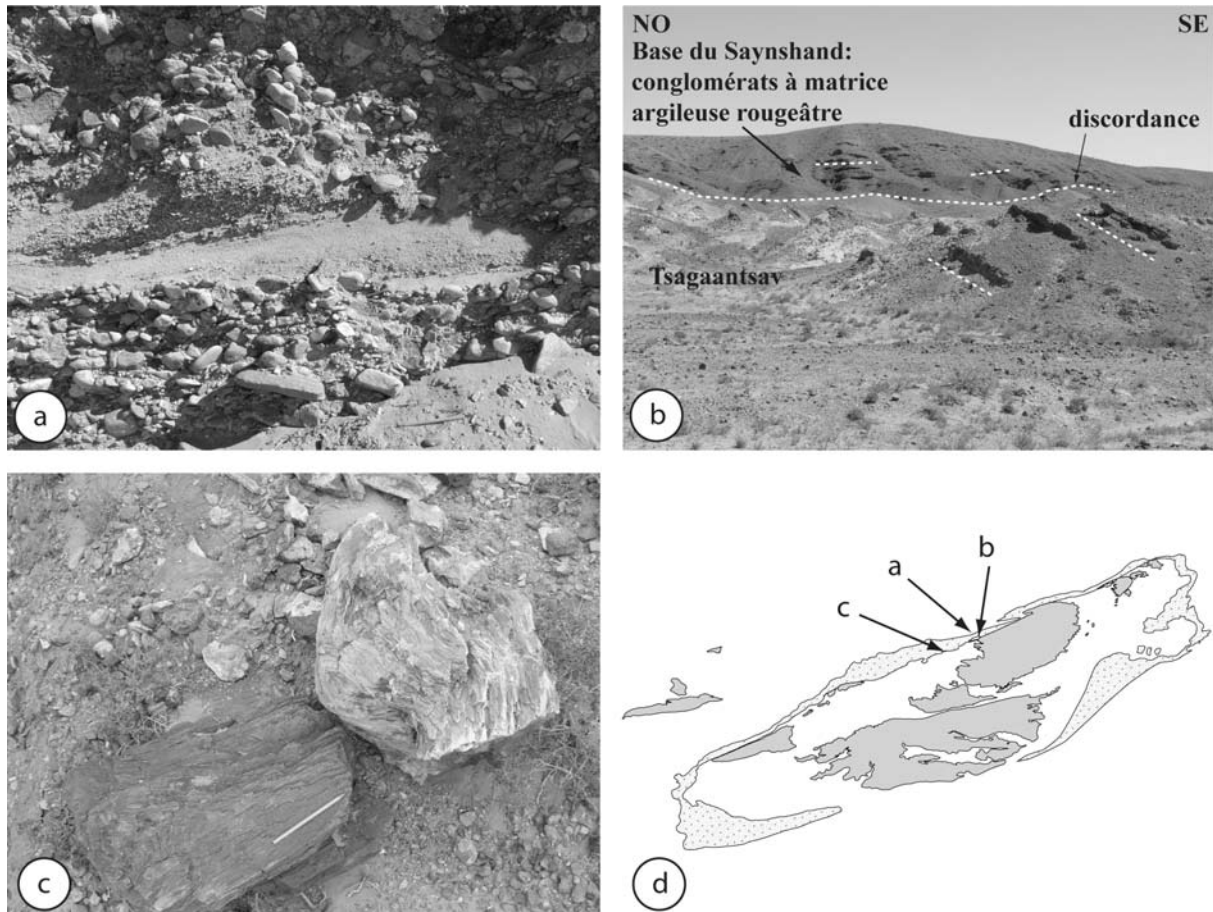 a
NO
SE
Base du Saynshand:
conglomérats à matrice
argileuse rougeâtre
discordance
Tsagaantsav
b
c
a
b
c
d